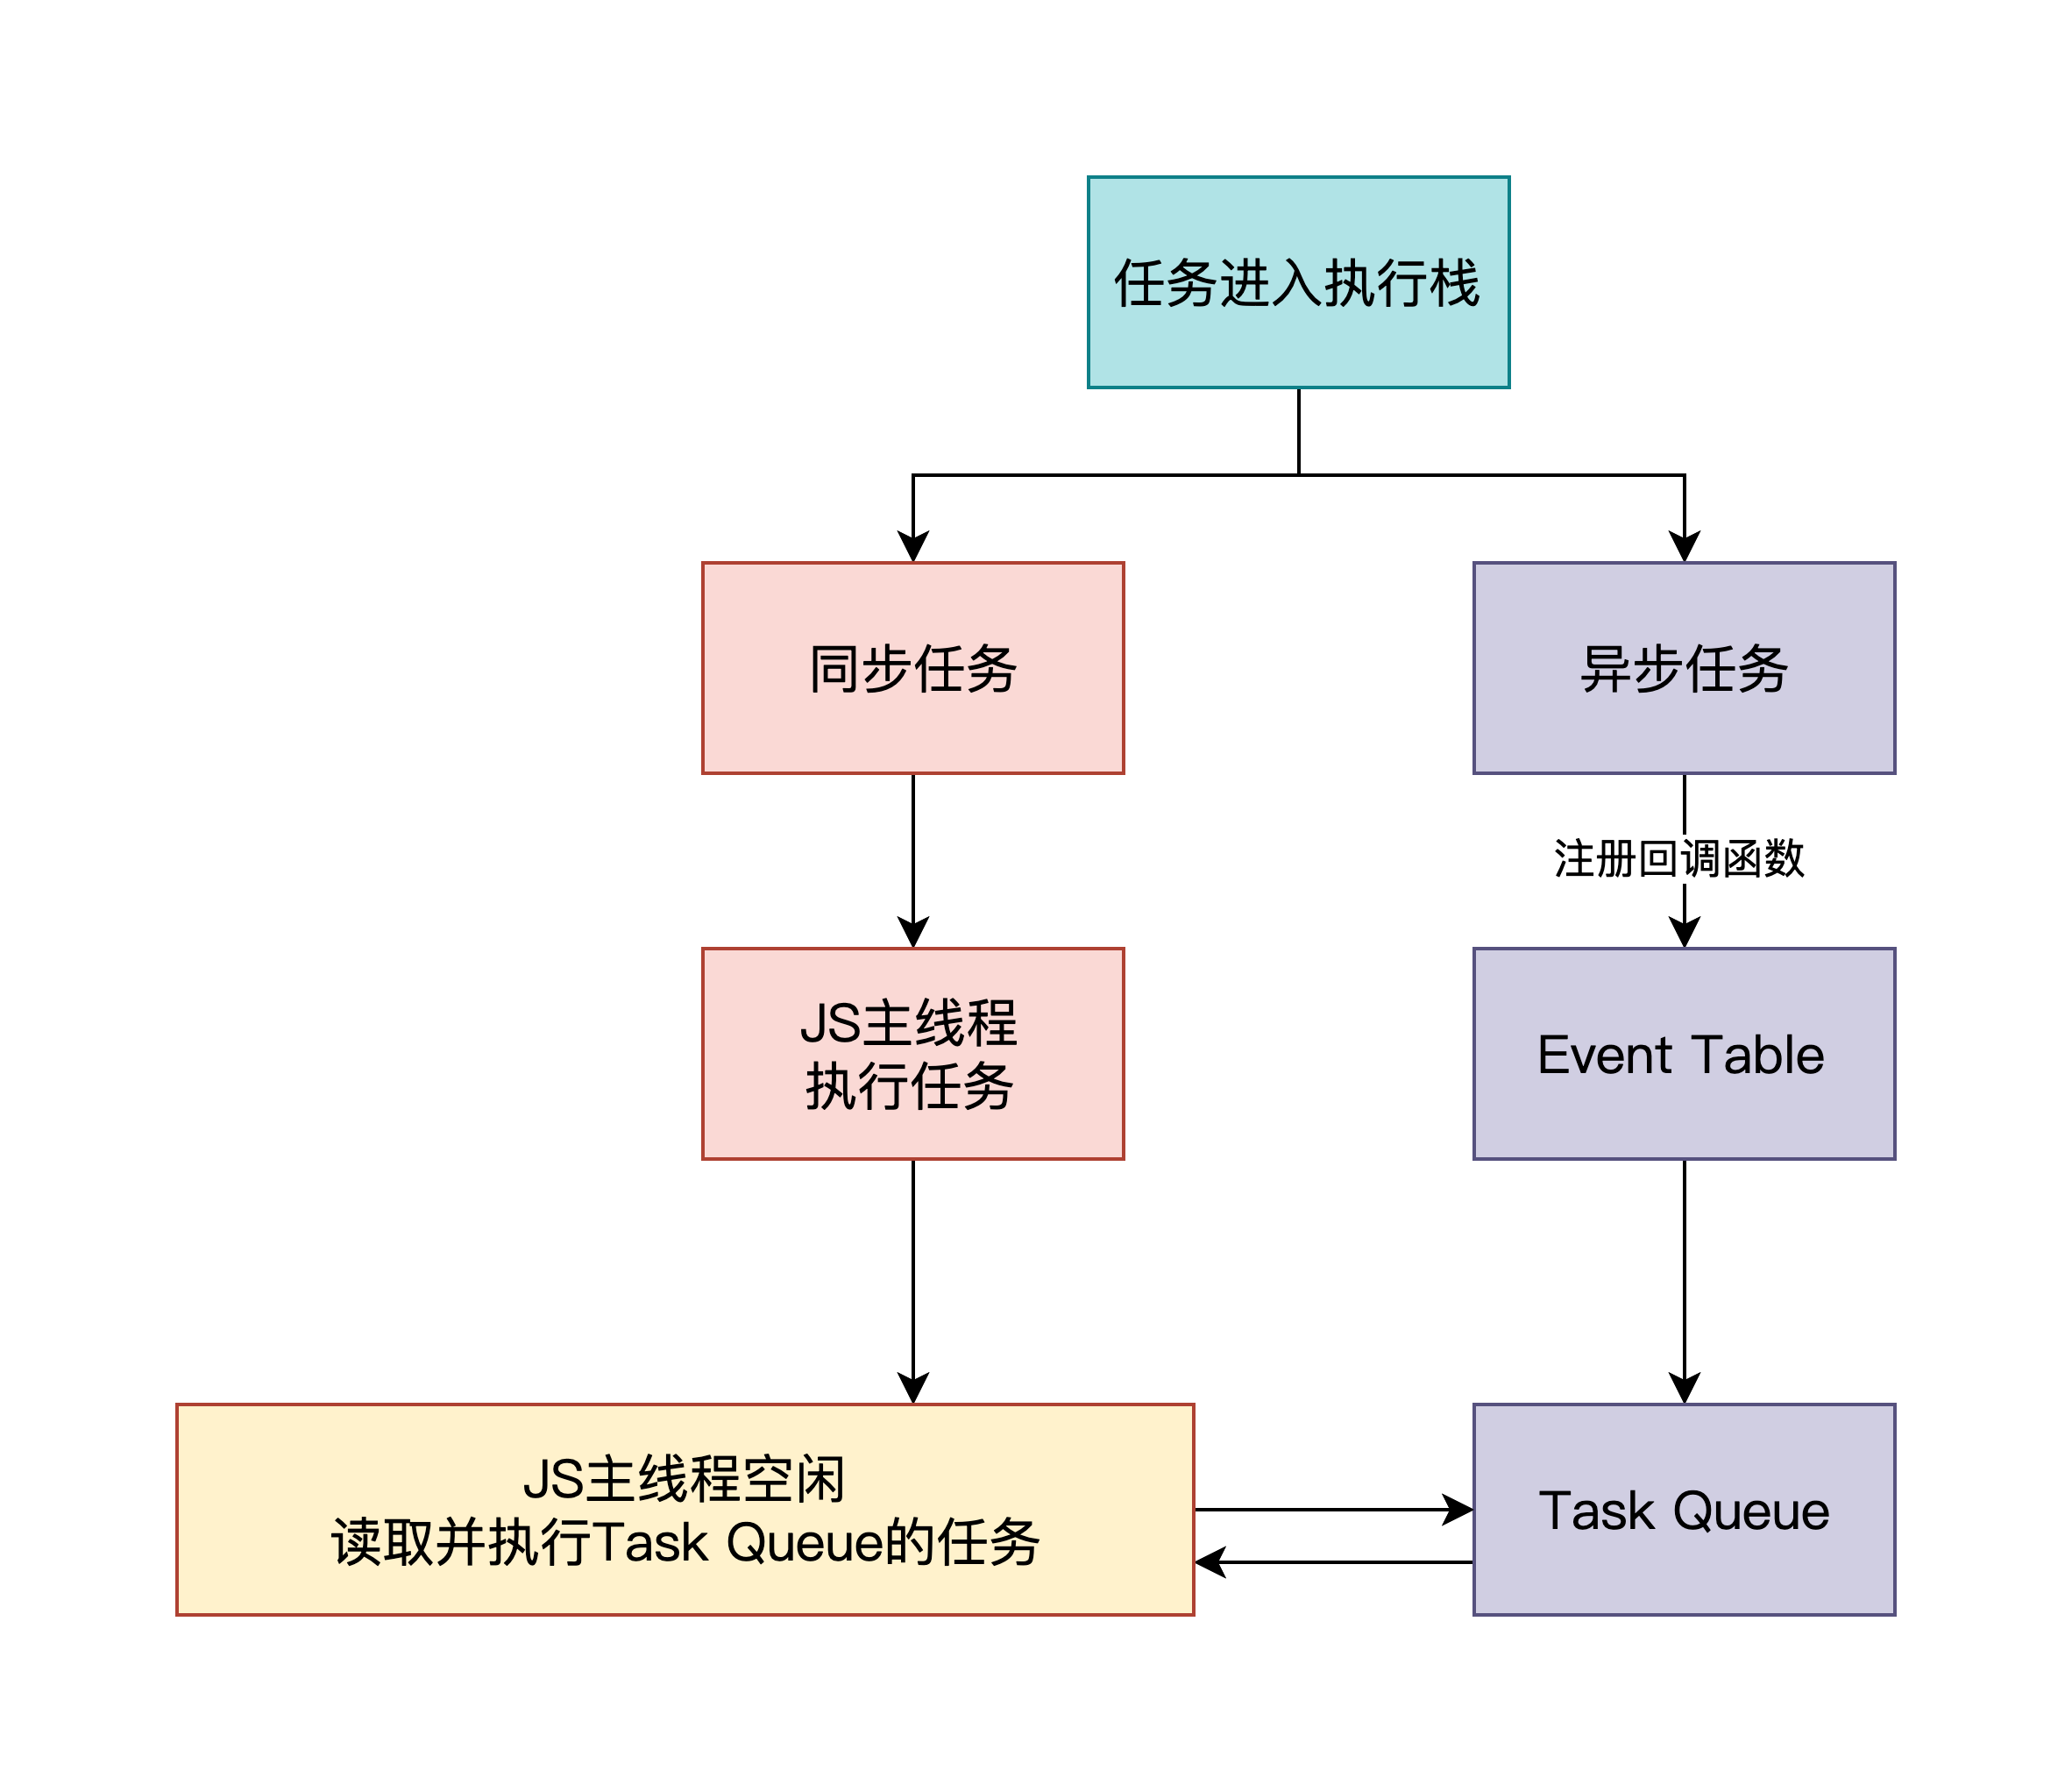 任务进入执行栈
同步任务
异步任务
注册回调函数
JS主线程
执行任务
Event Table
JS主线程空闲
读取并执行Task Queue的任务
Task Queue